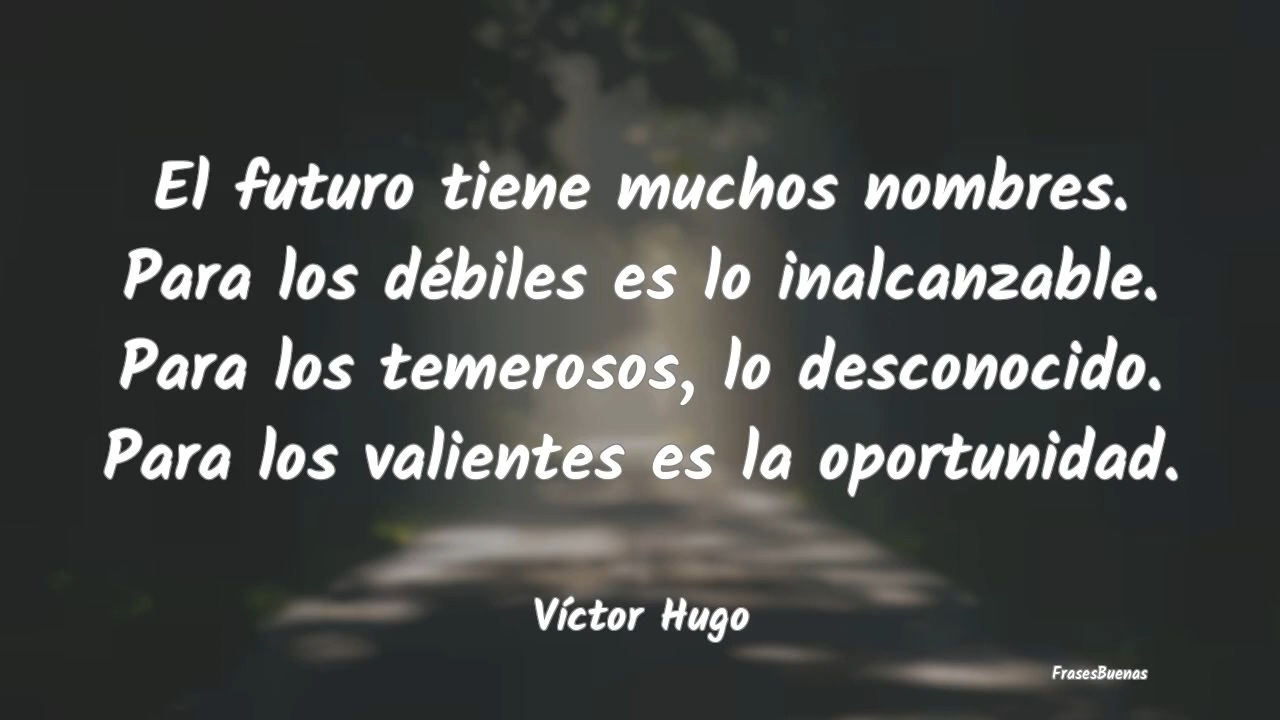 El futuro tiene muchos nombres.
Para los débiles es lo inalcanzable.
Para los temerosos, lo desconocido.
Para los valientes es la oportunidad.
Víctor Hugo
FrasesBuenas